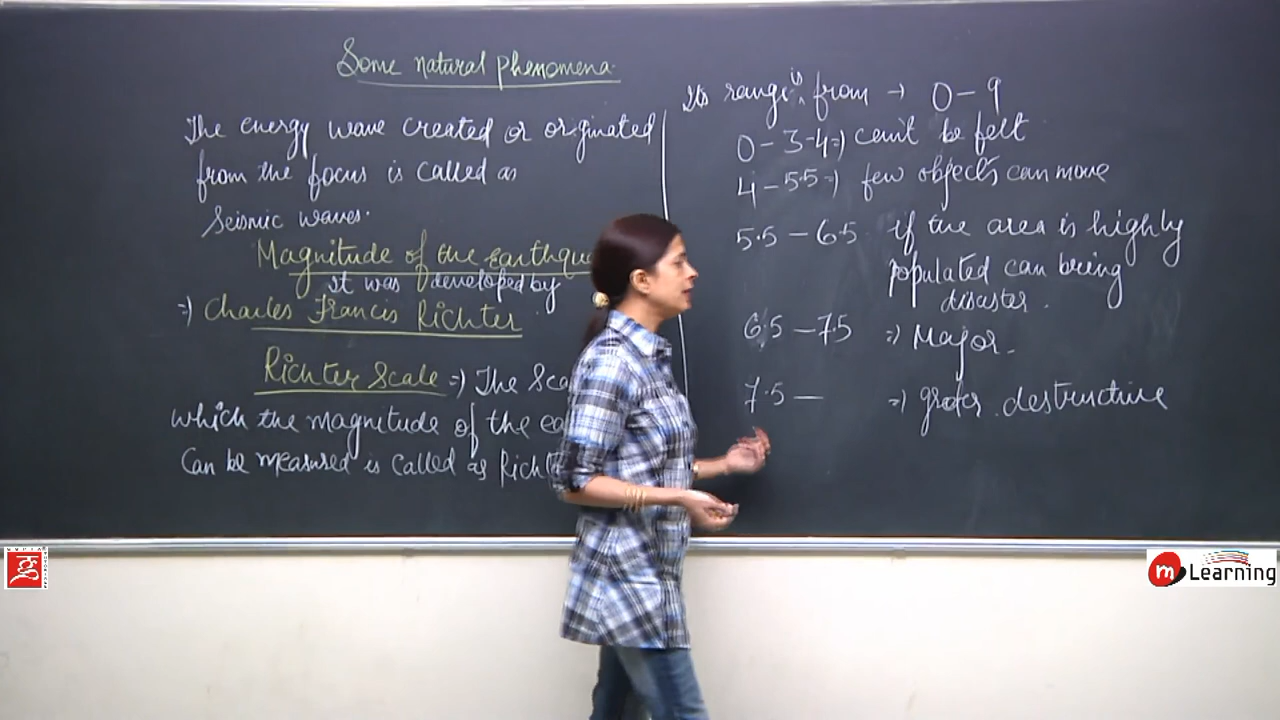 Some natural phenomena.
The energy wave created or originated
from the focus is called as
Seismic waves.
Magnitude of the earthqu
it was developed by
=) Charles Francis Richter.
Richter Scale =) The Sca
which the magnitude of the ea
Can be measured is called as Richt
Its range is from → 0 – 9
0 – 3.4 =) can't be felt
4 – 5.5 =) few objects can move
5.5 – 6.5 if the area is highly
populated can bring
disaster.
6.5 – 7.5 =) Major.
7.5 – =) destructive
m Learning